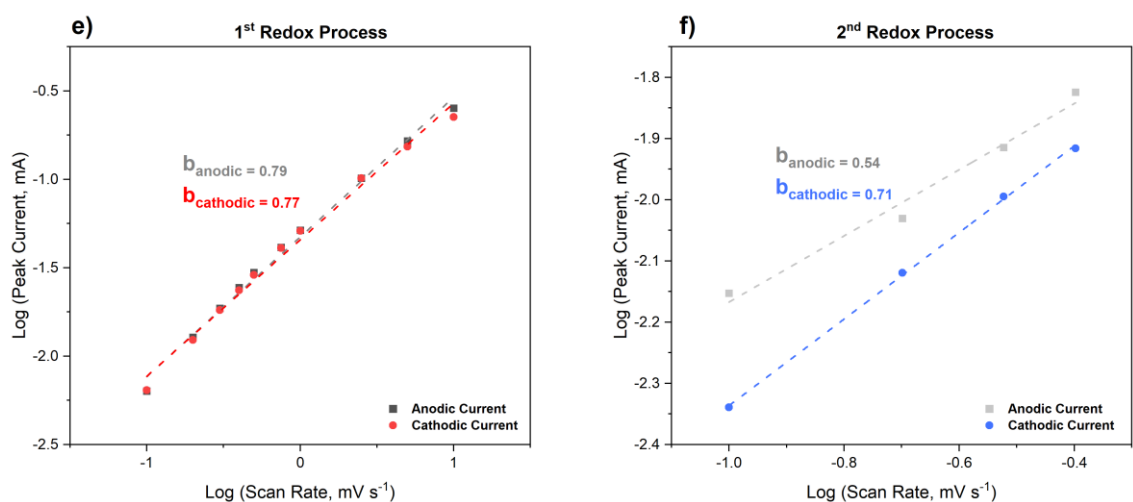 e)
1st Redox Process
Log (Peak Current, mA)
-0.5
-1.0
-1.5
-2.0
-2.5
banodic = 0.79
bcathodic = 0.77
Anodic Current
Cathodic Current
-1
0
1
Log (Scan Rate, mV s-1)
f)
2nd Redox Process
Log (Peak Current, mA)
-1.8
-1.9
-2.0
-2.1
-2.2
-2.3
-2.4
banodic = 0.54
bcathodic = 0.71
Anodic Current
Cathodic Current
-1.0
-0.8
-0.6
-0.4
Log (Scan Rate, mV s-1)